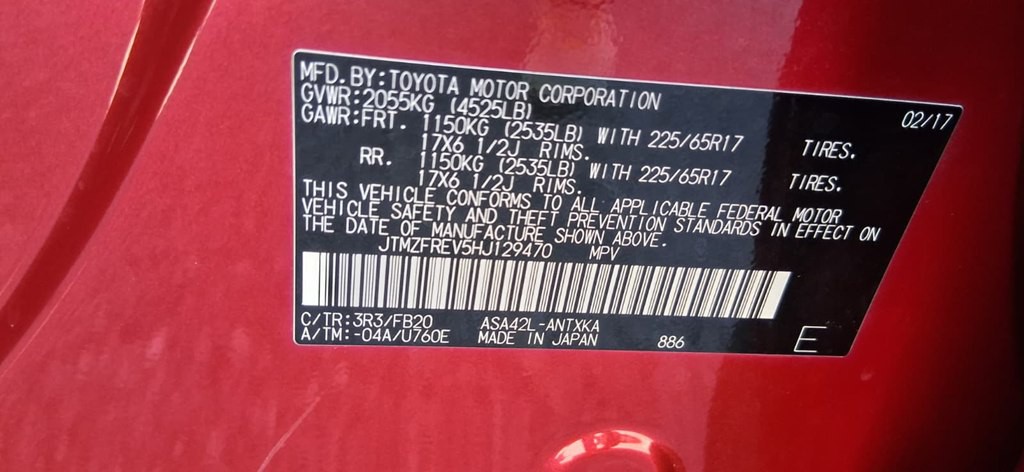 MFD. BY: TOYOTA MOTOR CORPORATION 02/17
GVWR: 2055KG (4525LB)
GAWR: FRT. 1150KG (2535LB) WITH 225/65R17 TIRES.
17X6 1/2J RIMS.
RR. 1150KG (2535LB) WITH 225/65R17 TIRES.
17X6 1/2J RIMS.
THIS VEHICLE CONFORMS TO ALL APPLICABLE FEDERAL MOTOR
VEHICLE SAFETY AND THEFT PREVENTION STANDARDS IN EFFECT ON
THE DATE OF MANUFACTURE SHOWN ABOVE.
JTMZFREV5HJ129470 MPV
C/TR: 3R3/FB20 ASA42L-ANTXKA
A/TM: -04A/U760E MADE IN JAPAN 886 E